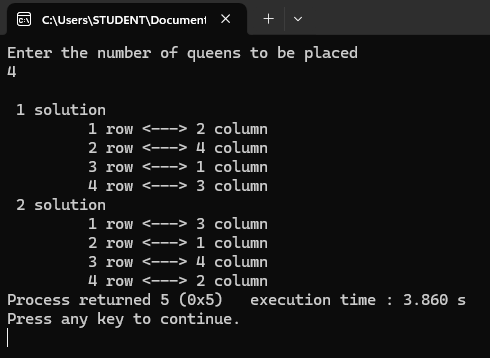 C:\Users\STUDENT\Document
Enter the number of queens to be placed
4
1 solution
1 row <---> 2 column
2 row <---> 4 column
3 row <---> 1 column
4 row <---> 3 column
2 solution
1 row <---> 3 column
2 row <---> 1 column
3 row <---> 4 column
4 row <---> 2 column
Process returned 5 (0x5)   execution time : 3.860 s
Press any key to continue.